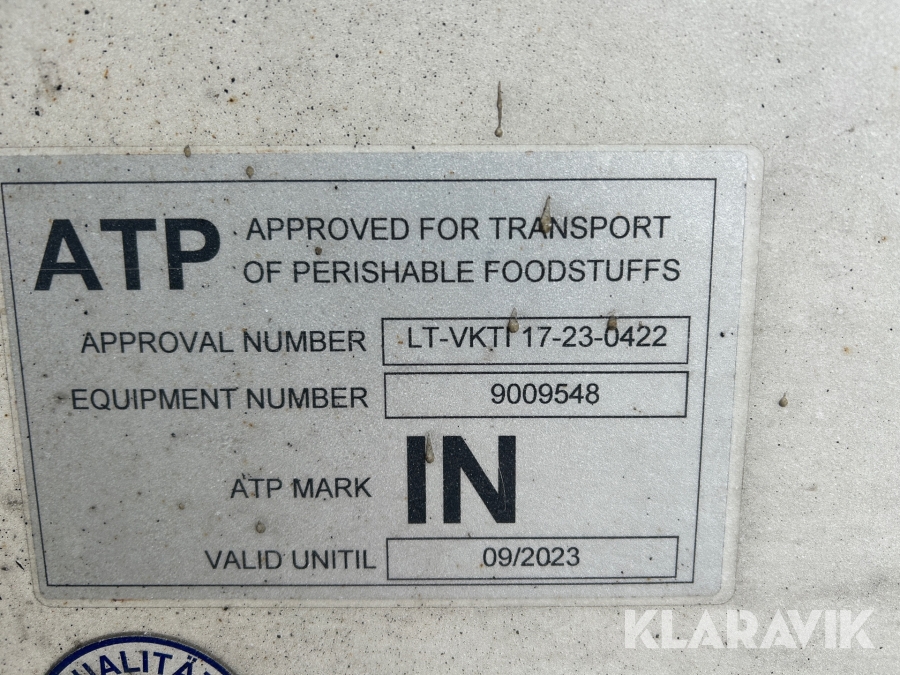 ATP APPROVED FOR TRANSPORT
OF PERISHABLE FOODSTUFFS
APPROVAL NUMBER LT-VKTI 17-23-0422
EQUIPMENT NUMBER 9009548
ATP MARK IN
VALID UNITIL 09/2023
KLARAVIK